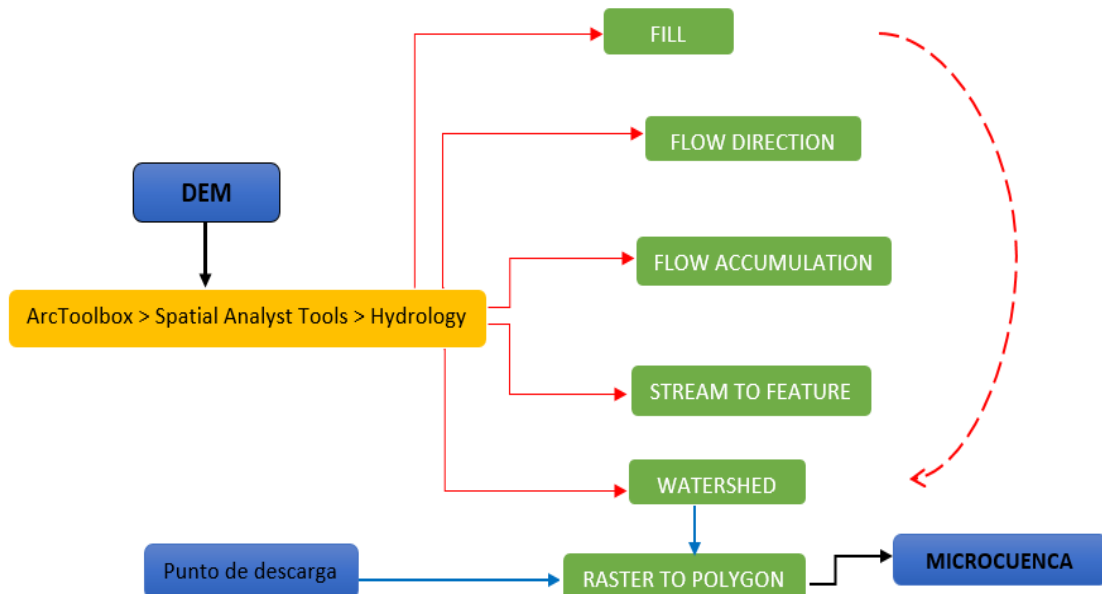 FILL
FLOW DIRECTION
DEM
FLOW ACCUMULATION
ArcToolbox > Spatial Analyst Tools > Hydrology
STREAM TO FEATURE
WATERSHED
Punto de descarga
RASTER TO POLYGON
MICROCUENCA